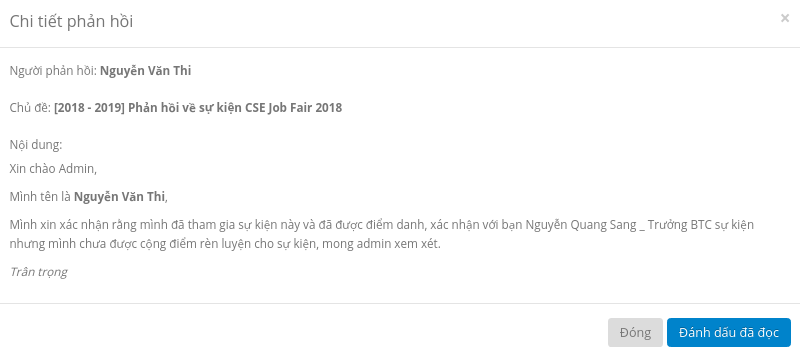 Chi tiết phản hồi ×
Người phản hồi: Nguyễn Văn Thi
Chủ đề: [2018 - 2019] Phản hồi về sự kiện CSE Job Fair 2018
Nội dung:
Xin chào Admin,
Mình tên là Nguyễn Văn Thi,
Mình xin xác nhận rằng mình đã tham gia sự kiện này và đã được điểm danh, xác nhận với bạn Nguyễn Quang Sang _ Trưởng BTC sự kiện
nhưng mình chưa được cộng điểm rèn luyện cho sự kiện, mong admin xem xét.
Trân trọng
Đóng Đánh dấu đã đọc